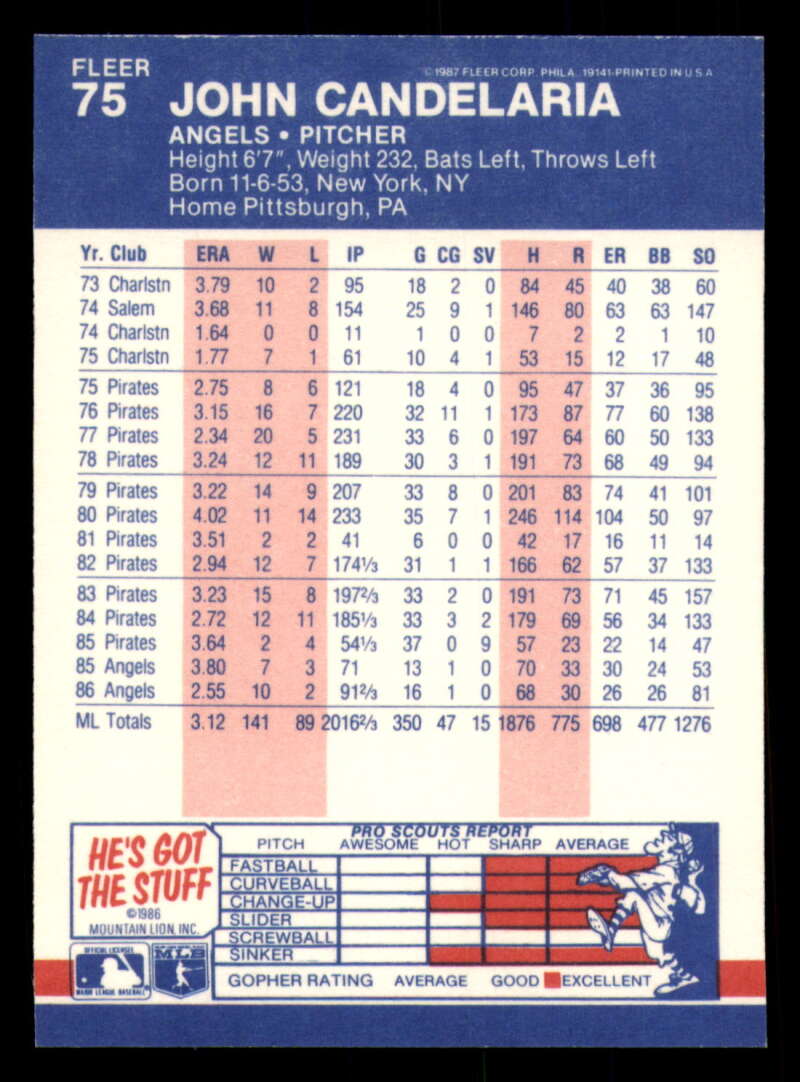 FLEER
©1987 FLEER CORP. PHILA. 19141-PRINTED IN U S A
75 JOHN CANDELARIA
ANGELS • PITCHER
Height 6'7", Weight 232, Bats Left, Throws Left
Born 11-6-53, New York, NY
Home Pittsburgh, PA
Yr. Club ERA W L IP G CG SV H R ER BB SO
73 Charlstn 3.79 10 2 95 18 2 0 84 45 40 38 60
74 Salem 3.68 11 8 154 25 9 1 146 80 63 63 147
74 Charlstn 1.64 0 0 11 1 0 0 7 2 2 1 10
75 Charlstn 1.77 7 1 61 10 4 1 53 15 12 17 48
75 Pirates 2.75 8 6 121 18 4 0 95 47 37 36 95
76 Pirates 3.15 16 7 220 32 11 1 173 87 77 60 138
77 Pirates 2.34 20 5 231 33 6 0 197 64 60 50 133
78 Pirates 3.24 12 11 189 30 3 1 191 73 68 49 94
79 Pirates 3.22 14 9 207 33 8 0 201 83 74 41 101
80 Pirates 4.02 11 14 233 35 7 1 246 114 104 50 97
81 Pirates 3.51 2 2 41 6 0 0 42 17 16 11 14
82 Pirates 2.94 12 7 174⅓ 31 1 1 166 62 57 37 133
83 Pirates 3.23 15 8 197⅔ 33 2 0 191 73 71 45 157
84 Pirates 2.72 12 11 185⅓ 33 3 2 179 69 56 34 133
85 Pirates 3.64 2 4 54⅓ 37 0 9 57 23 22 14 47
85 Angels 3.80 7 3 71 13 1 0 70 33 30 24 53
86 Angels 2.55 10 2 91⅔ 16 1 0 68 30 26 26 81
ML Totals 3.12 141 89 2016⅔ 350 47 15 1876 775 698 477 1276
HE'S GOT
THE STUFF
©1986
MOUNTAIN LION, INC.
OFFICIAL LICENSEE
MAJOR LEAGUE BASEBALL
MLB
PRO SCOUTS REPORT
PITCH AWESOME HOT SHARP AVERAGE
FASTBALL
CURVEBALL
CHANGE-UP
SLIDER
SCREWBALL
SINKER
GOPHER RATING AVERAGE GOOD EXCELLENT